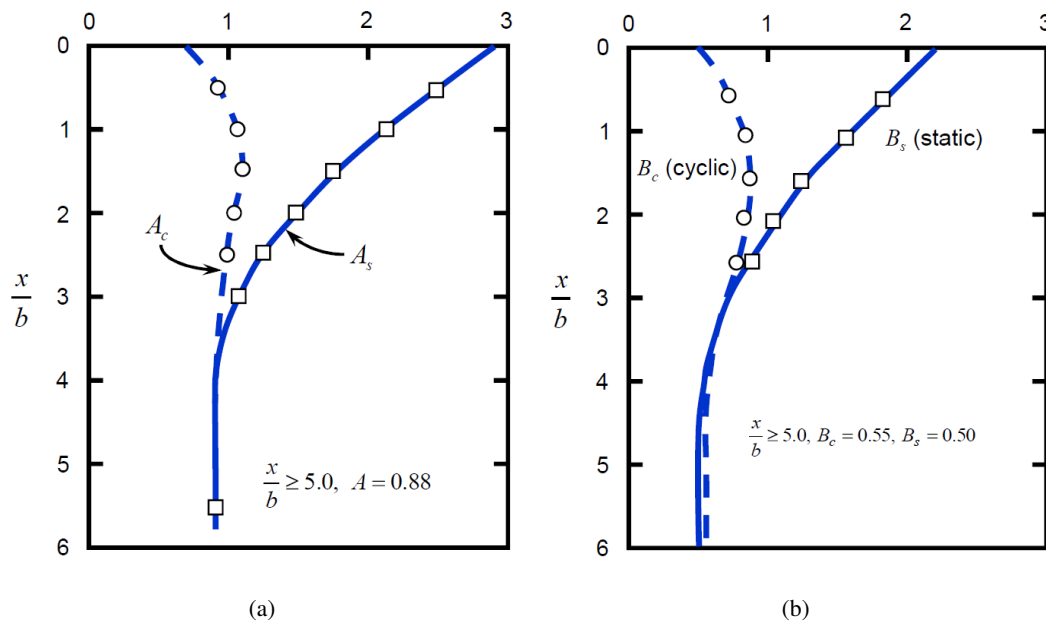 0 1 2 3
0
1
2
3
4
5
6
x/b
A_c
A_s
x/b ≥ 5.0, A = 0.88
(a)
0 1 2 3
0
1
2
3
4
5
6
x/b
B_s (static)
B_c (cyclic)
x/b ≥ 5.0, B_c = 0.55, B_s = 0.50
(b)